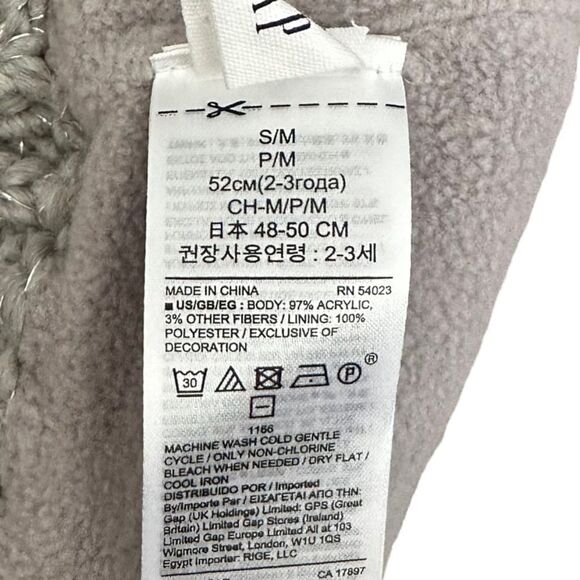 S/M
P/M
52см(2-3года)
CH-M/P/M
日本 48-50 CM
권장사용연령 : 2-3세
MADE IN CHINA RN 54023
■ US/GB/EG : BODY: 97% ACRYLIC,
3% OTHER FIBERS / LINING: 100%
POLYESTER / EXCLUSIVE OF
DECORATION
30 P ®
1166
MACHINE WASH COLD GENTLE
CYCLE / ONLY NON-CHLORINE
BLEACH WHEN NEEDED / DRY FLAT /
COOL IRON
DISTRIBUIDO POR / Imported
By/Importe Par / ΕΙΣΑΓΕΤΑΙ ΑΠΟ ΤΗΝ:
Gap (UK Holdings) Limited: GPS (Great
Britain) Limited Gap Stores (Ireland)
Limited Gap Europe Limited All at 103
Wigmore Street, London, W1U 1QS
Egypt Importer: RIGE, LLC
CA 17897